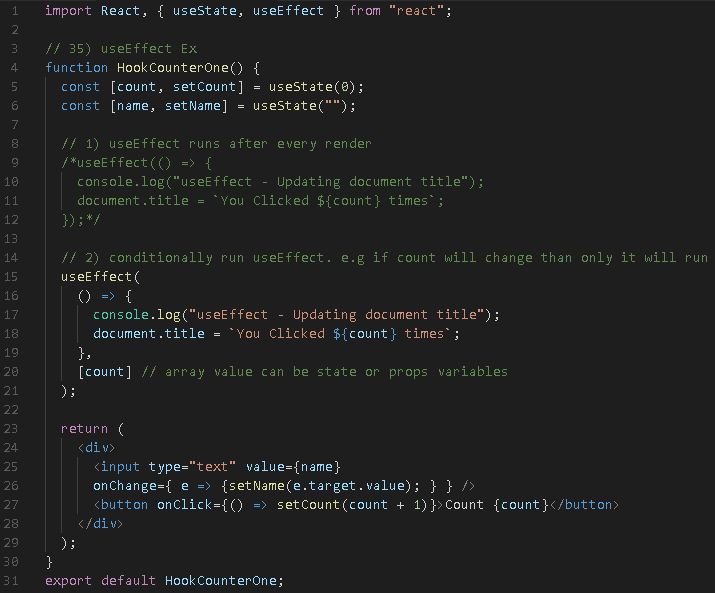 1 import React, { useState, useEffect } from "react";
2
3 // 35) useEffect Ex
4 function HookCounterOne() {
5   const [count, setCount] = useState(0);
6   const [name, setName] = useState("");
7
8   // 1) useEffect runs after every render
9   /*useEffect(() => {
10     console.log("useEffect - Updating document title");
11     document.title = `You Clicked ${count} times`;
12   });*/
13
14   // 2) conditionally run useEffect. e.g if count will change than only it will run
15   useEffect(
16     () => {
17       console.log("useEffect - Updating document title");
18       document.title = `You Clicked ${count} times`;
19     },
20     [count] // array value can be state or props variables
21   );
22
23   return (
24     <div>
25       <input type="text" value={name}
26       onChange={ e => {setName(e.target.value); } } />
27       <button onClick={() => setCount(count + 1)}>Count {count}</button>
28     </div>
29   );
30 }
31 export default HookCounterOne;